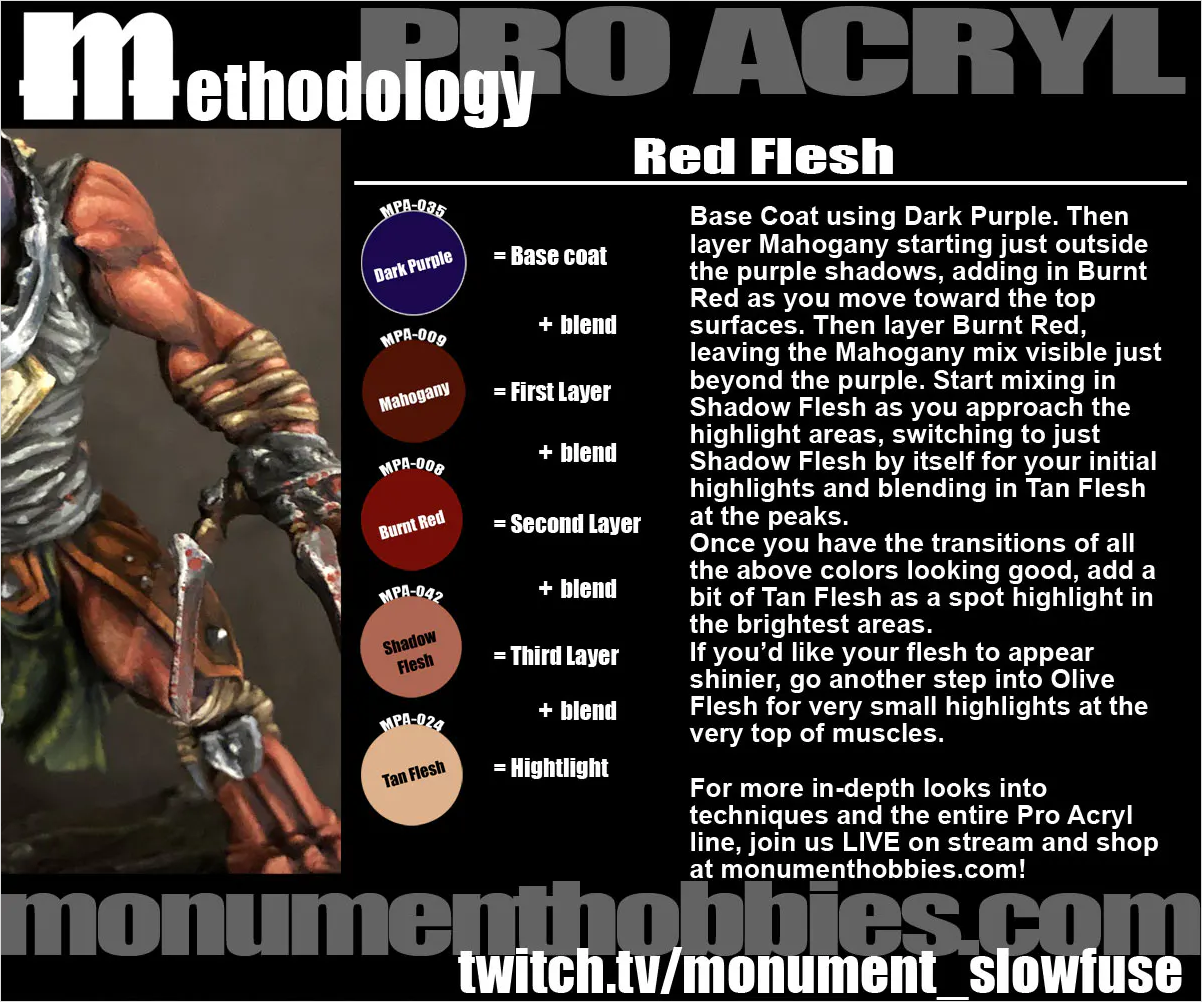 PRO ACRYL
Methodology
Red Flesh
MPA-035
Dark Purple
= Base coat
+ blend
MPA-009
Mahogany
= First Layer
+ blend
MPA-008
Burnt Red
= Second Layer
+ blend
MPA-042
Shadow
Flesh
= Third Layer
+ blend
MPA-024
Tan Flesh
= Hightlight
Base Coat using Dark Purple. Then
layer Mahogany starting just outside
the purple shadows, adding in Burnt
Red as you move toward the top
surfaces. Then layer Burnt Red,
leaving the Mahogany mix visible just
beyond the purple. Start mixing in
Shadow Flesh as you approach the
highlight areas, switching to just
Shadow Flesh by itself for your initial
highlights and blending in Tan Flesh
at the peaks.
Once you have the transitions of all
the above colors looking good, add a
bit of Tan Flesh as a spot highlight in
the brightest areas.
If you’d like your flesh to appear
shinier, go another step into Olive
Flesh for very small highlights at the
very top of muscles.
For more in-depth looks into
techniques and the entire Pro Acryl
line, join us LIVE on stream and shop
at monumenthobbies.com!
monumenthobbies.com
twitch.tv/monument_slowfuse